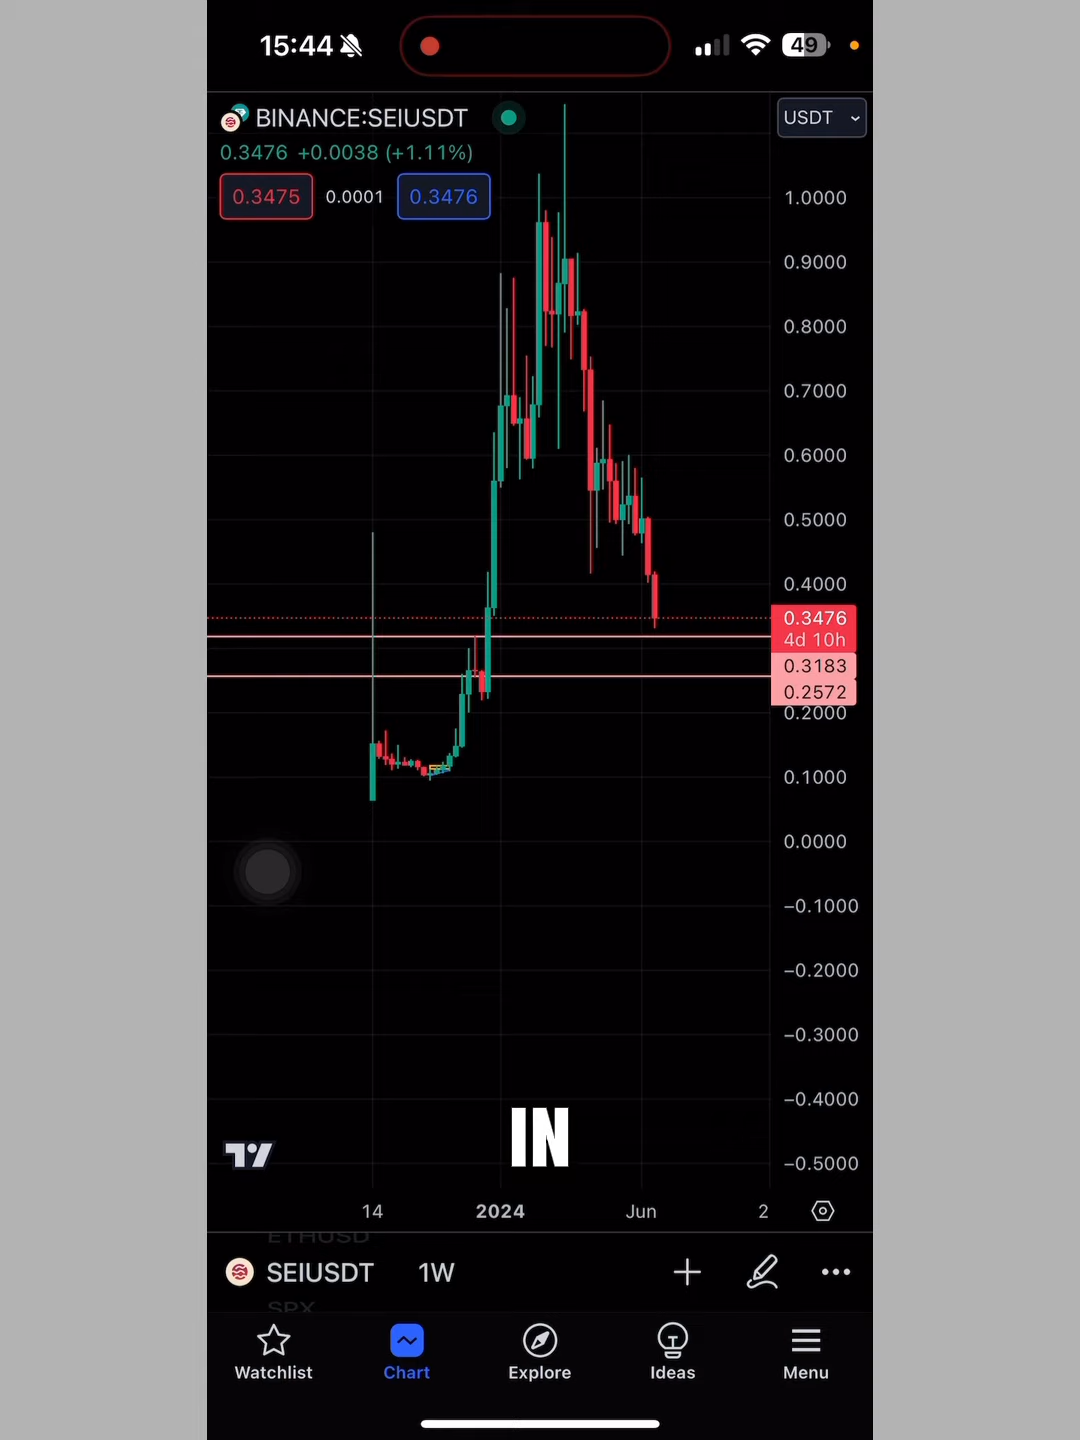 15:44
49
BINANCE:SEIUSDT
USDT
0.3476 +0.0038 (+1.11%)
0.3475
0.0001
0.3476
1.0000
0.9000
0.8000
0.7000
0.6000
0.5000
0.4000
0.3476
4d 10h
0.3183
0.2572
0.2000
0.1000
0.0000
−0.1000
−0.2000
−0.3000
−0.4000
−0.5000
IN
14
2024
Jun
2
ETHUSD
SEIUSDT
1W
SPX
Watchlist
Chart
Explore
Ideas
Menu